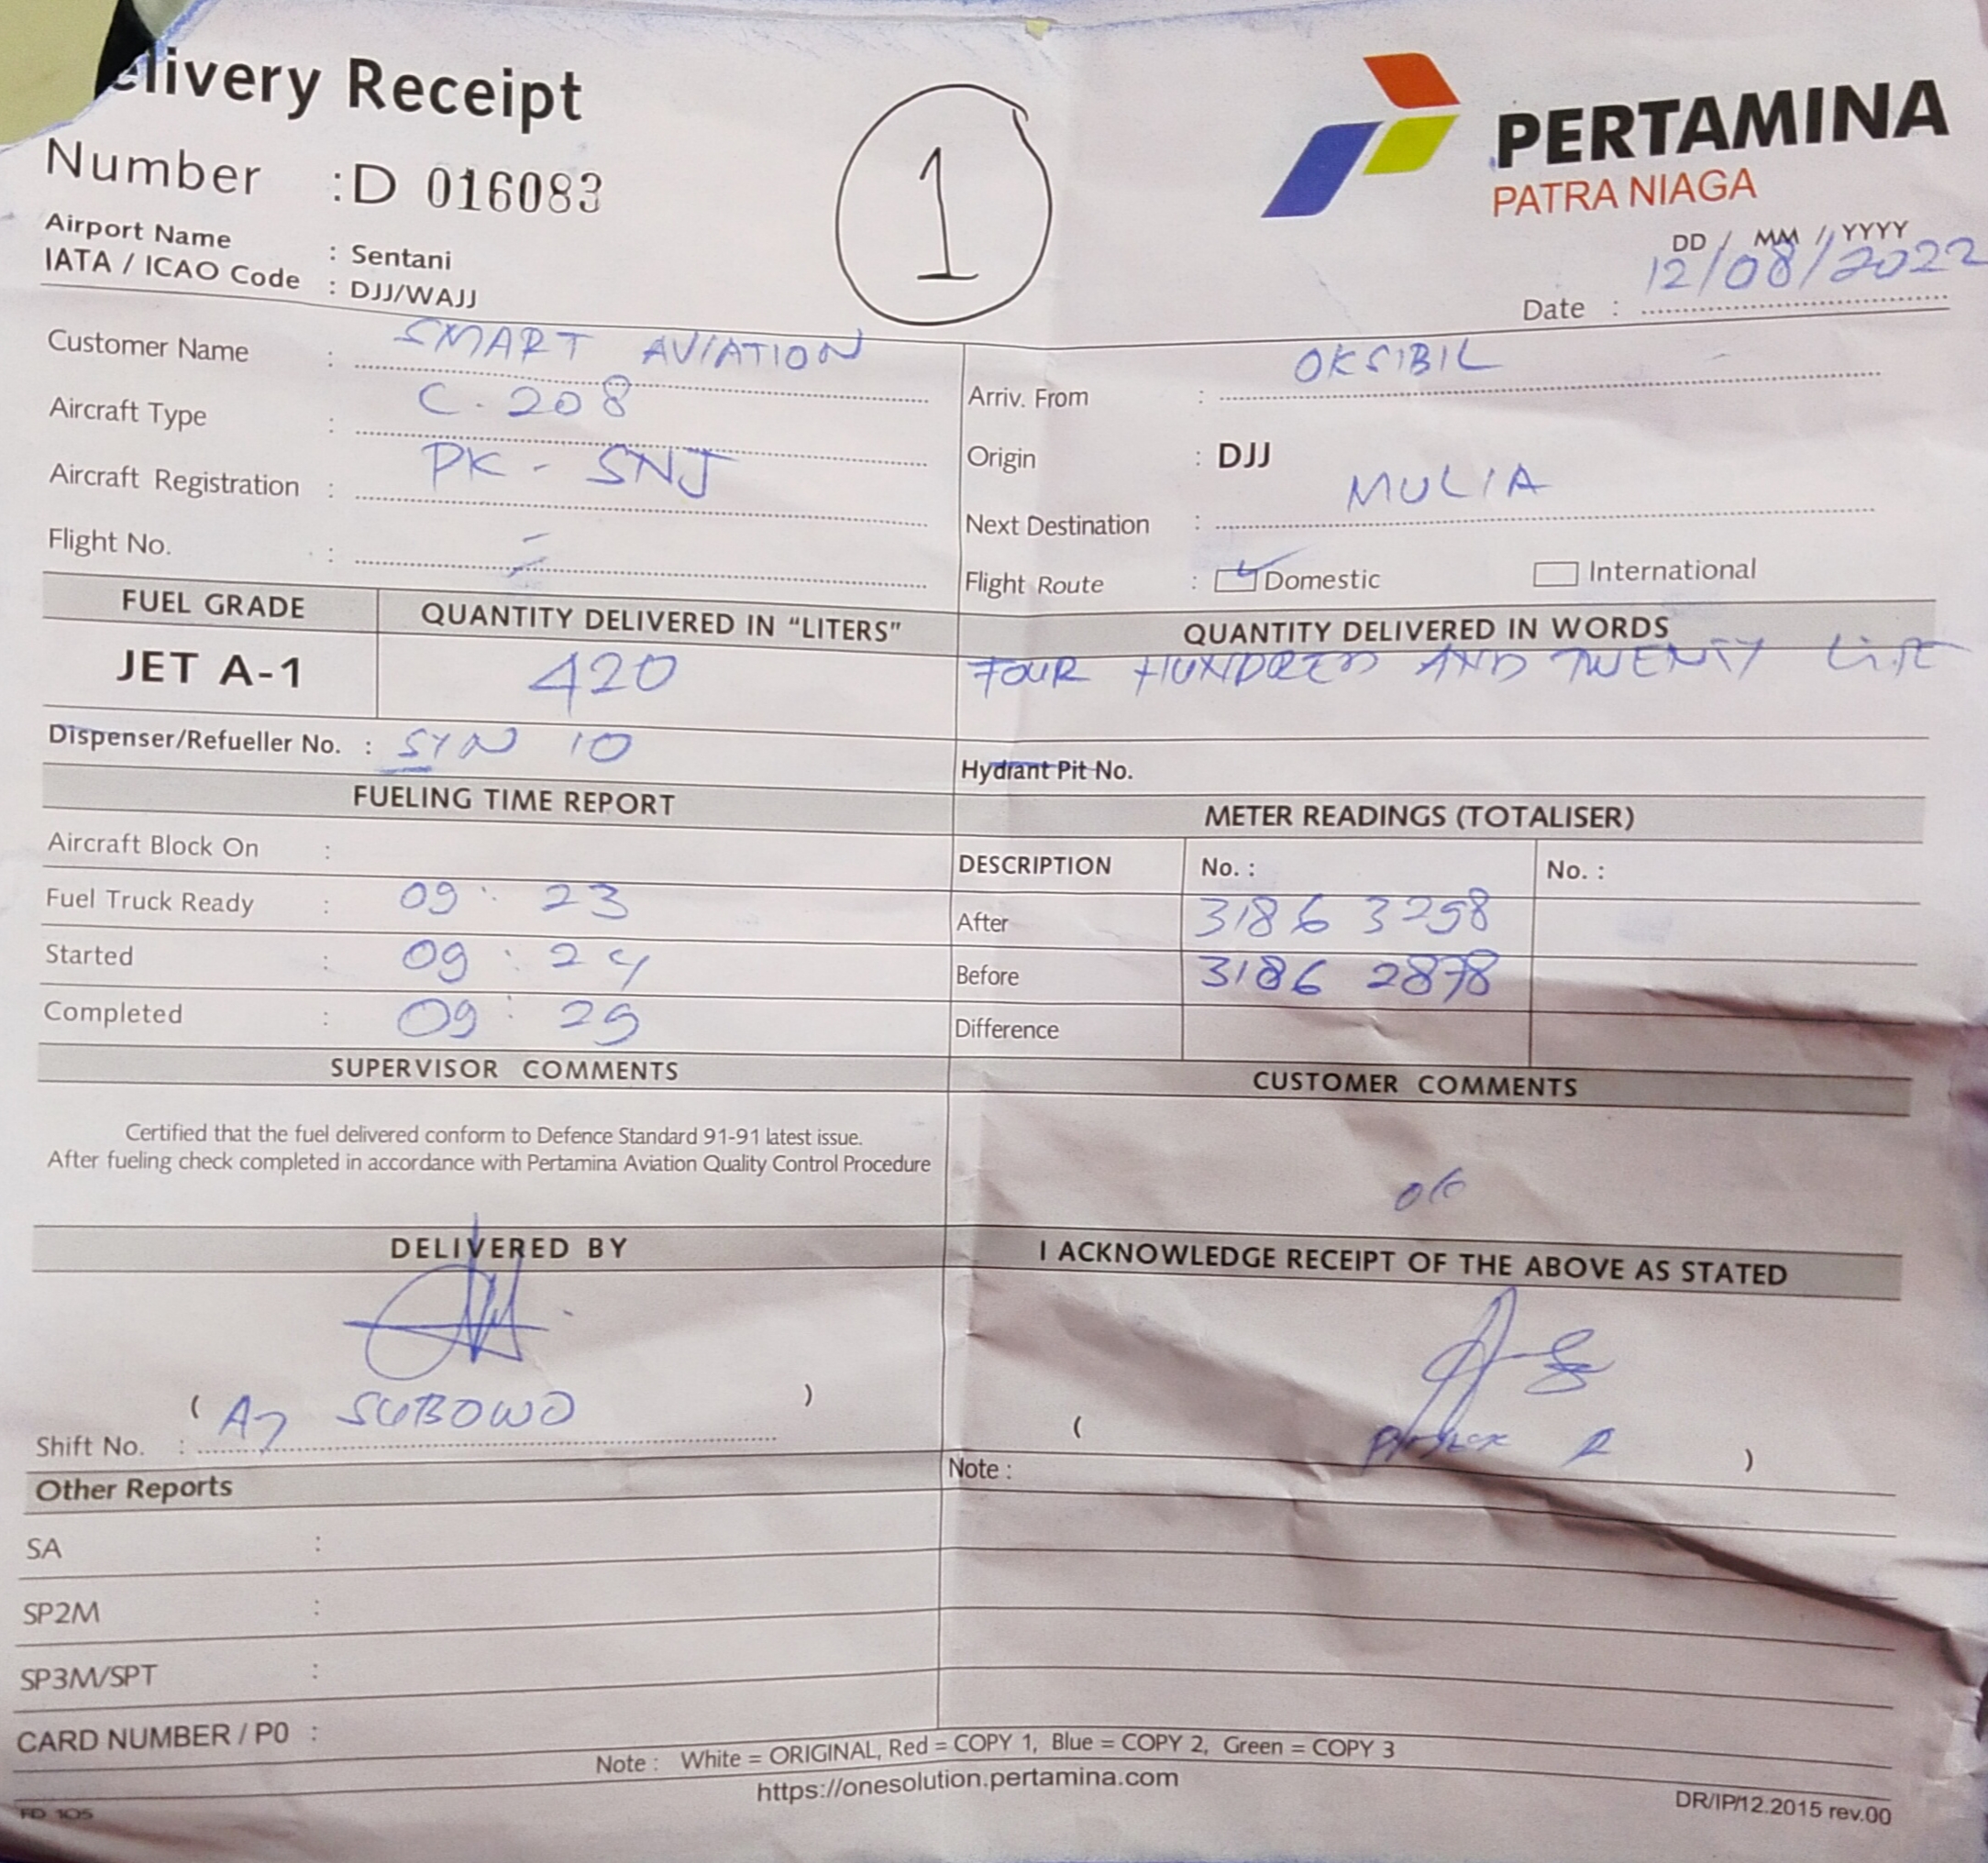 elivery Receipt
Number : D 016083
Airport Name : Sentani
IATA / ICAO Code : DJJ/WAJJ
1
PERTAMINA
PATRA NIAGA
DD / MM / YYYY
Date : 12/08/2022
Customer Name : SMART AVIATION
Aircraft Type : C.208
Aircraft Registration : PK - SNJ
Flight No. :
Arriv. From : OKSIBIL
Origin : DJJ
Next Destination : MULIA
Flight Route : Domestic International
FUEL GRADE QUANTITY DELIVERED IN "LITERS" QUANTITY DELIVERED IN WORDS
JET A-1 420 FOUR HUNDRED AND TWENTY
Dispenser/Refueller No. : SYN 10
Hydrant Pit No.
FUELING TIME REPORT
Aircraft Block On :
Fuel Truck Ready : 09 : 23
Started : 09 : 24
Completed : 09 : 29
METER READINGS (TOTALISER)
DESCRIPTION No. : No. :
After 3186 3298
Before 3186 2878
Difference
SUPERVISOR COMMENTS
Certified that the fuel delivered conform to Defence Standard 91-91 latest issue.
After fueling check completed in accordance with Pertamina Aviation Quality Control Procedure
CUSTOMER COMMENTS
DELIVERED BY
( SUBOWO )
Shift No. :
I ACKNOWLEDGE RECEIPT OF THE ABOVE AS STATED
( )
Other Reports
Note :
SA :
SP2M :
SP3M/SPT :
CARD NUMBER / P0 :
Note : White = ORIGINAL, Red = COPY 1, Blue = COPY 2, Green = COPY 3
https://onesolution.pertamina.com
FD 105
DR/IP/12.2015 rev.00